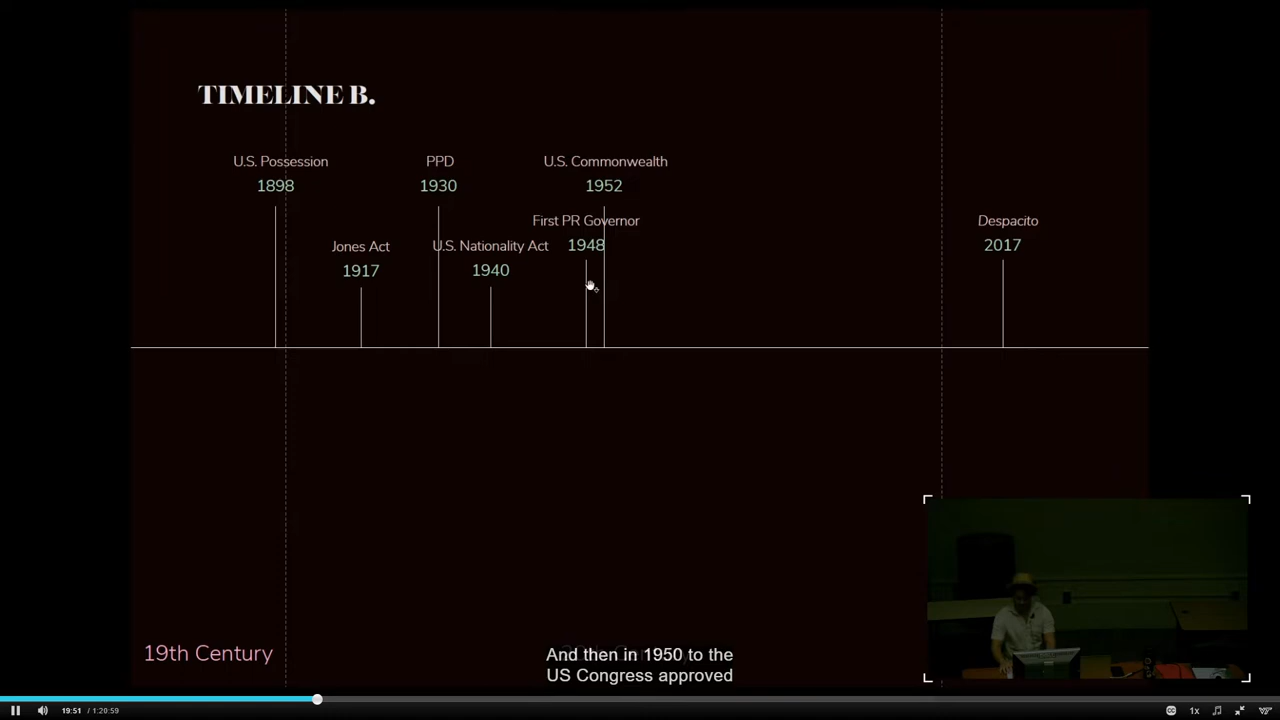 TIMELINE B.
U.S. Possession
1898
PPD
1930
U.S. Commonwealth
1952
First PR Governor
1948
Despacito
2017
Jones Act
1917
U.S. Nationality Act
1940
19th Century
And then in 1950 to the
US Congress approved
19:51 / 1:20:59
CC
1x